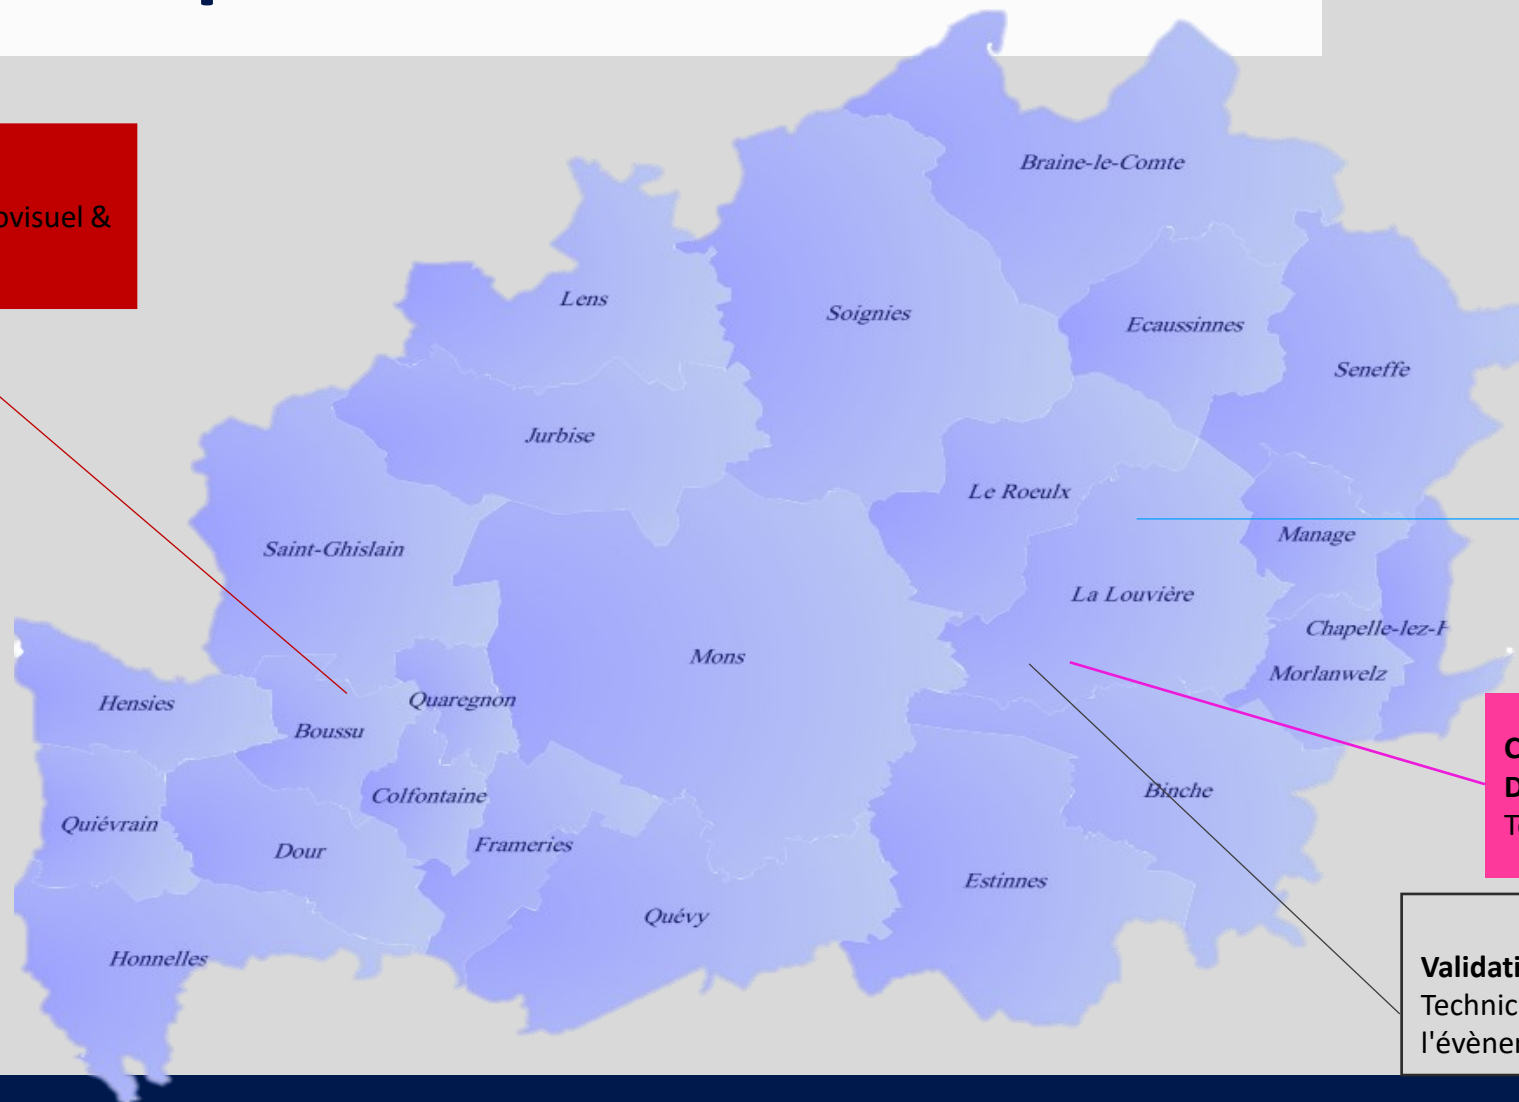 ovisuel &
Braine-le-Comte
Lens
Soignies
Ecaussinnes
Seneffe
Jurbise
Le Roeulx
Saint-Ghislain
Manage
La Louvière
Chapelle-lez-
Mons
Morlanwelz
Hensies
Quaregnon
Boussu
Colfontaine
Binche
Quiévrain
Dour
Frameries
Estinnes
Quévy
Honnelles
Validati
Technic
l'évène